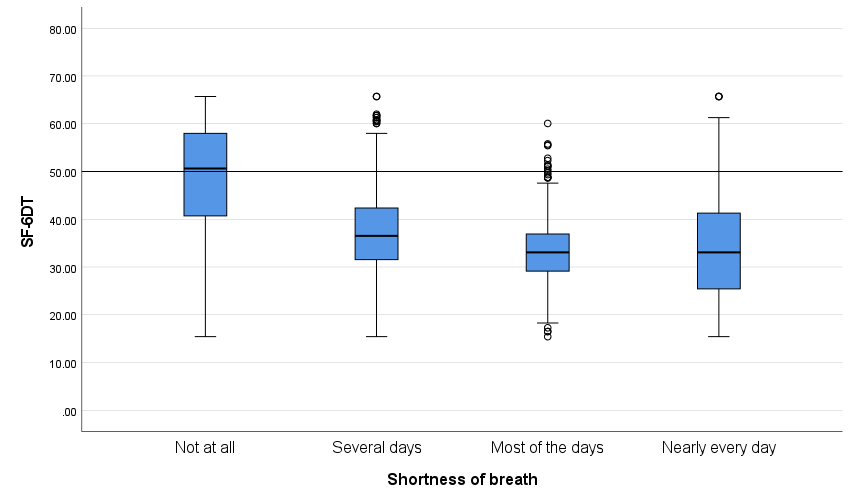 80.00
70.00
60.00
50.00
40.00
30.00
20.00
10.00
.00
SF-6DT
Not at all
Several days
Most of the days
Nearly every day
Shortness of breath